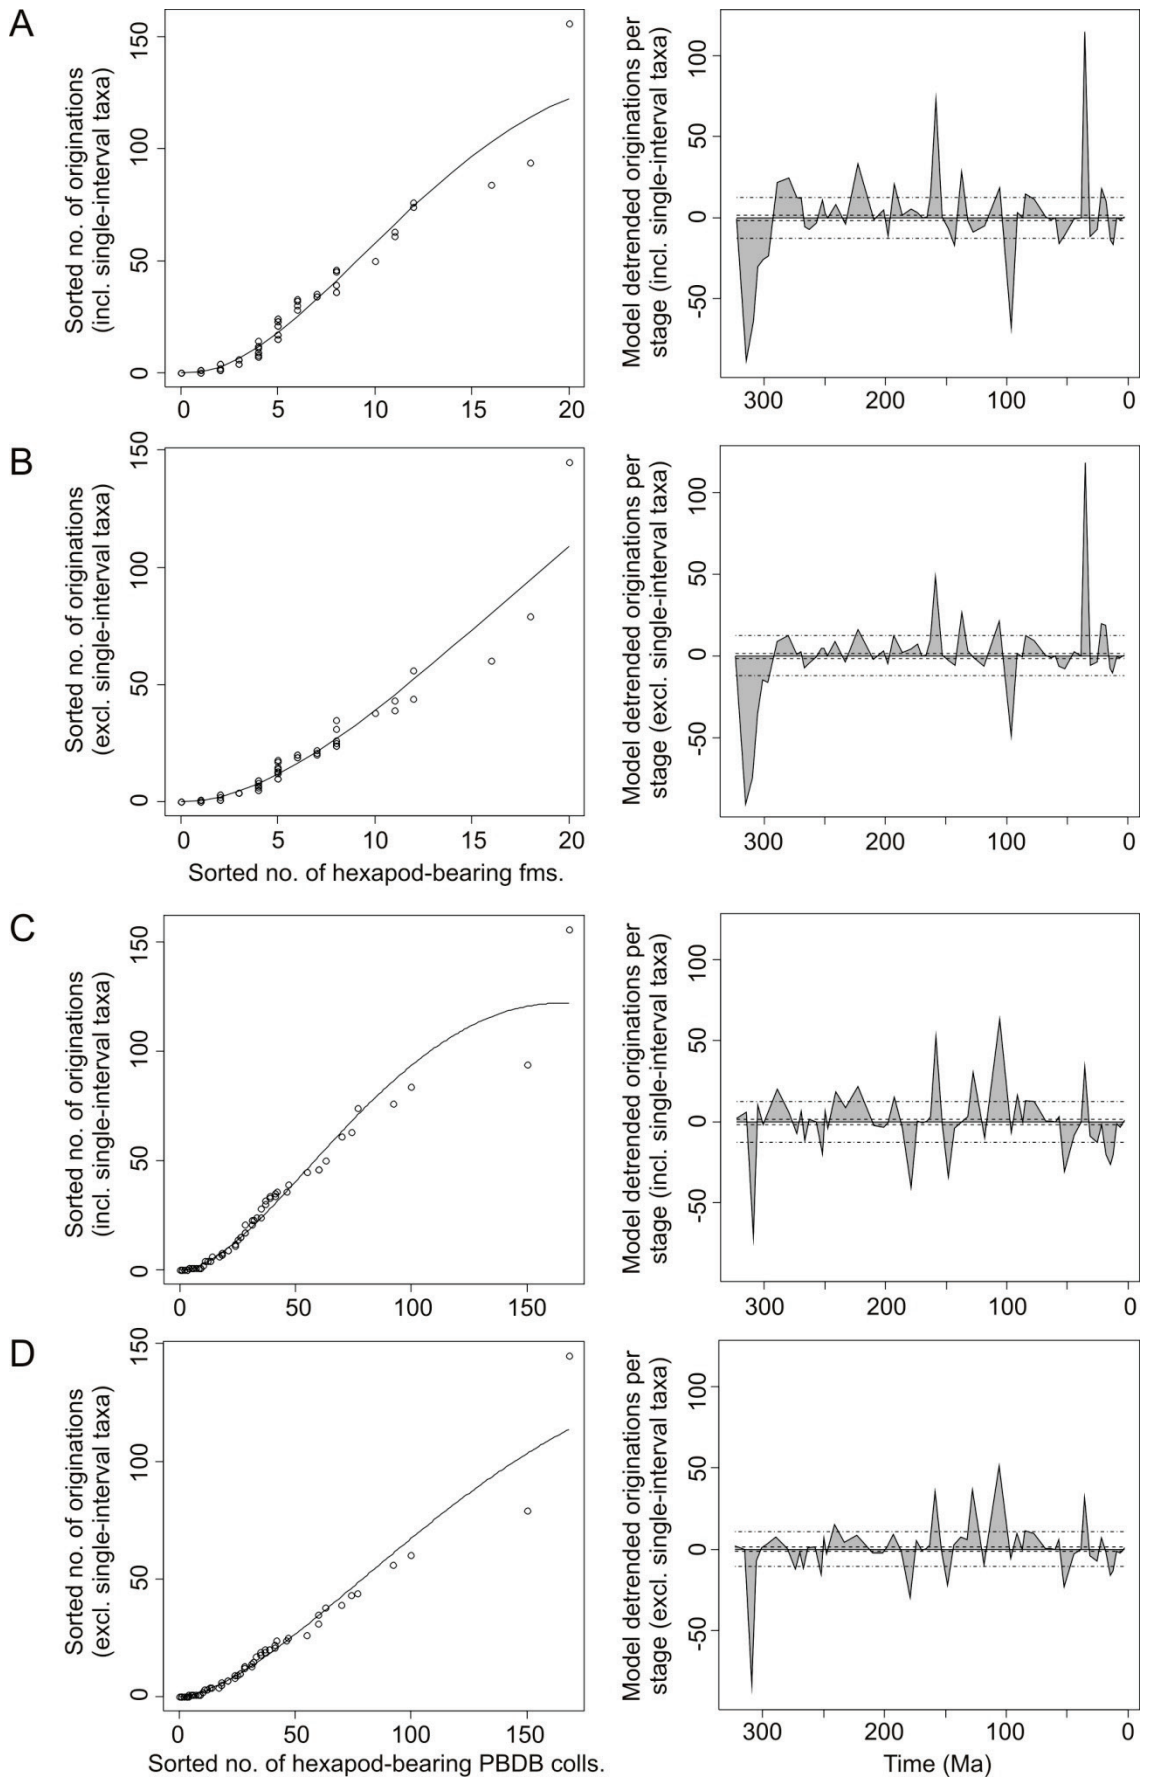 A
Sorted no. of originations
(incl. single-interval taxa)
0 50 100 150
0 5 10 15 20
Model detrended originations per
stage (incl. single-interval taxa)
-50 0 50 100
300 200 100 0
B
Sorted no. of originations
(excl. single-interval taxa)
0 50 100 150
0 5 10 15 20
Sorted no. of hexapod-bearing fms.
Model detrended originations per
stage (excl. single-interval taxa)
-50 0 50 100
300 200 100 0
C
Sorted no. of originations
(incl. single-interval taxa)
0 50 100 150
0 50 100 150
Model detrended originations per
stage (incl. single-interval taxa)
-50 0 50 100
300 200 100 0
D
Sorted no. of originations
(excl. single-interval taxa)
0 50 100 150
0 50 100 150
Sorted no. of hexapod-bearing PBDB colls.
Model detrended originations per
stage (excl. single-interval taxa)
-50 0 50 100
300 200 100 0
Time (Ma)